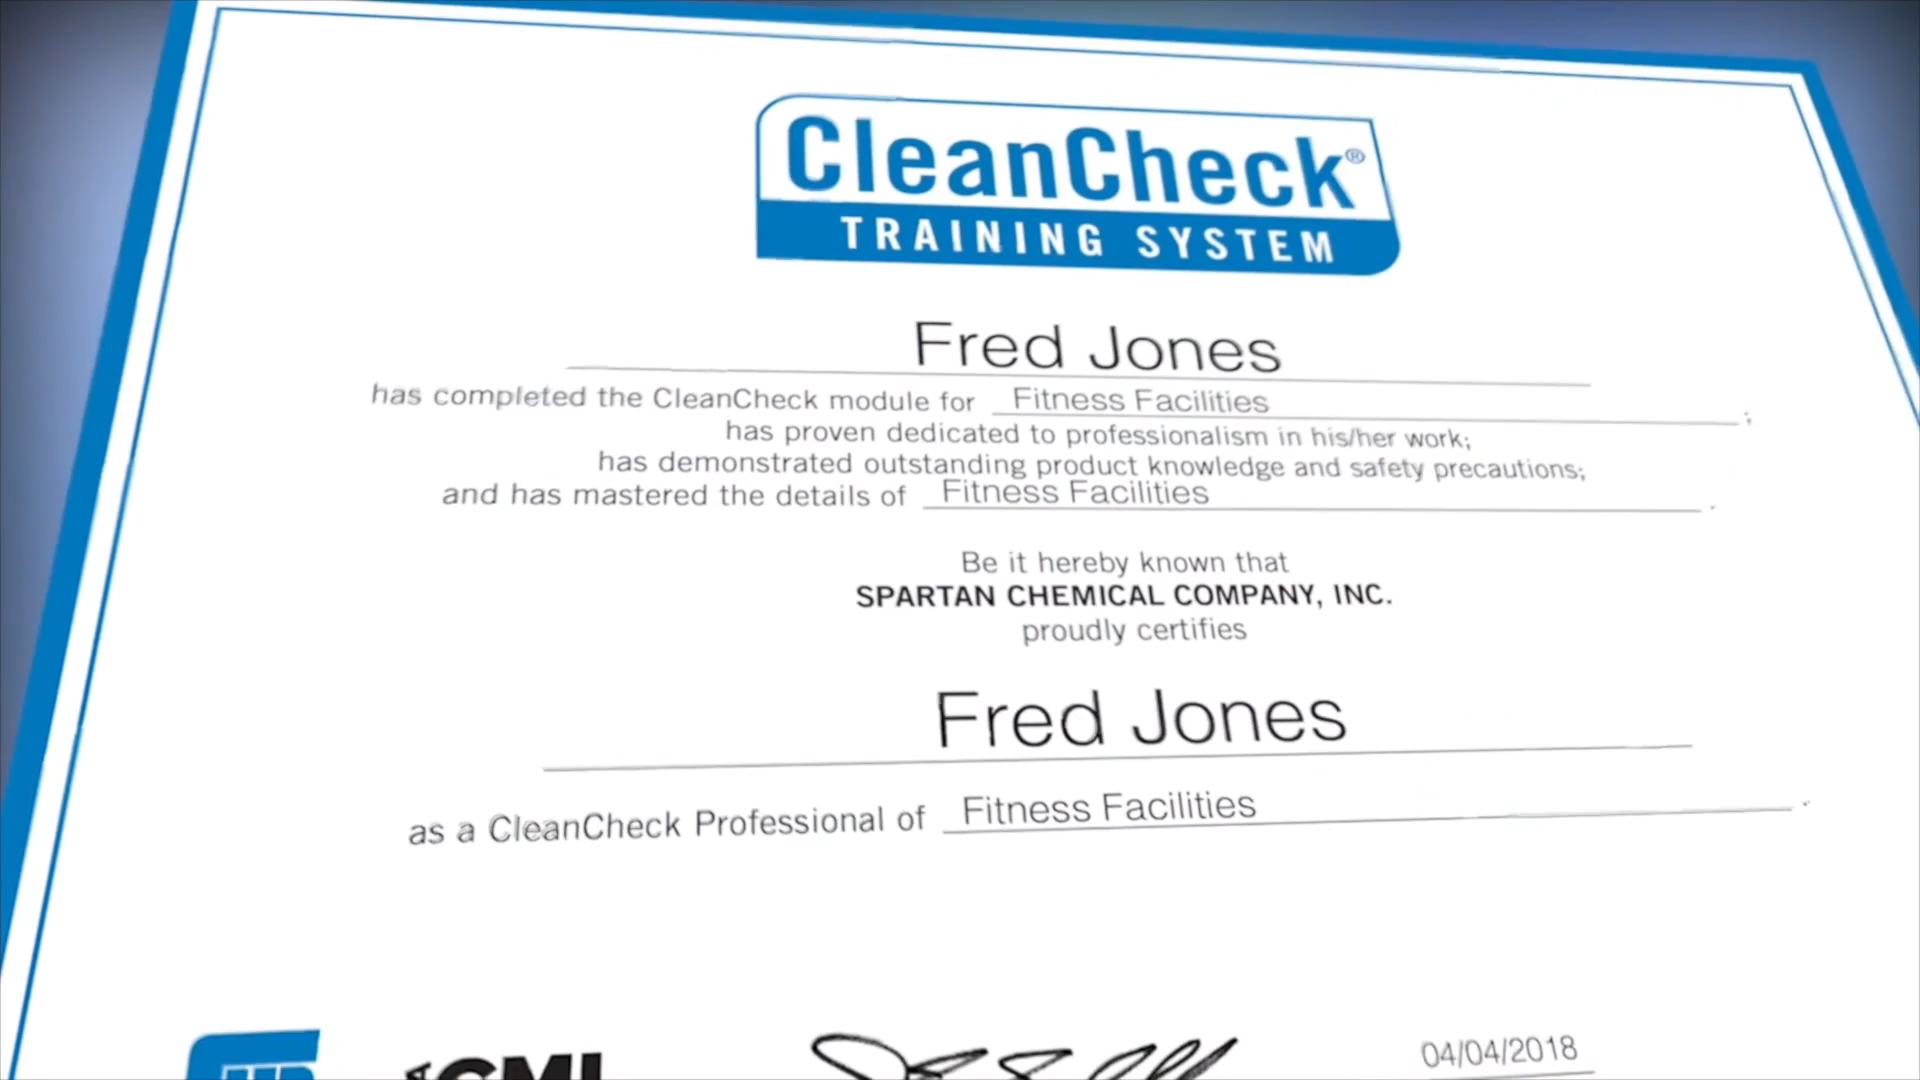 CleanCheck®
TRAINING SYSTEM
Fred Jones
has completed the CleanCheck module for Fitness Facilities;
has proven dedicated to professionalism in his/her work;
has demonstrated outstanding product knowledge and safety precautions;
and has mastered the details of Fitness Facilities.
Be it hereby known that
SPARTAN CHEMICAL COMPANY, INC.
proudly certifies
Fred Jones
as a CleanCheck Professional of Fitness Facilities.
04/04/2018